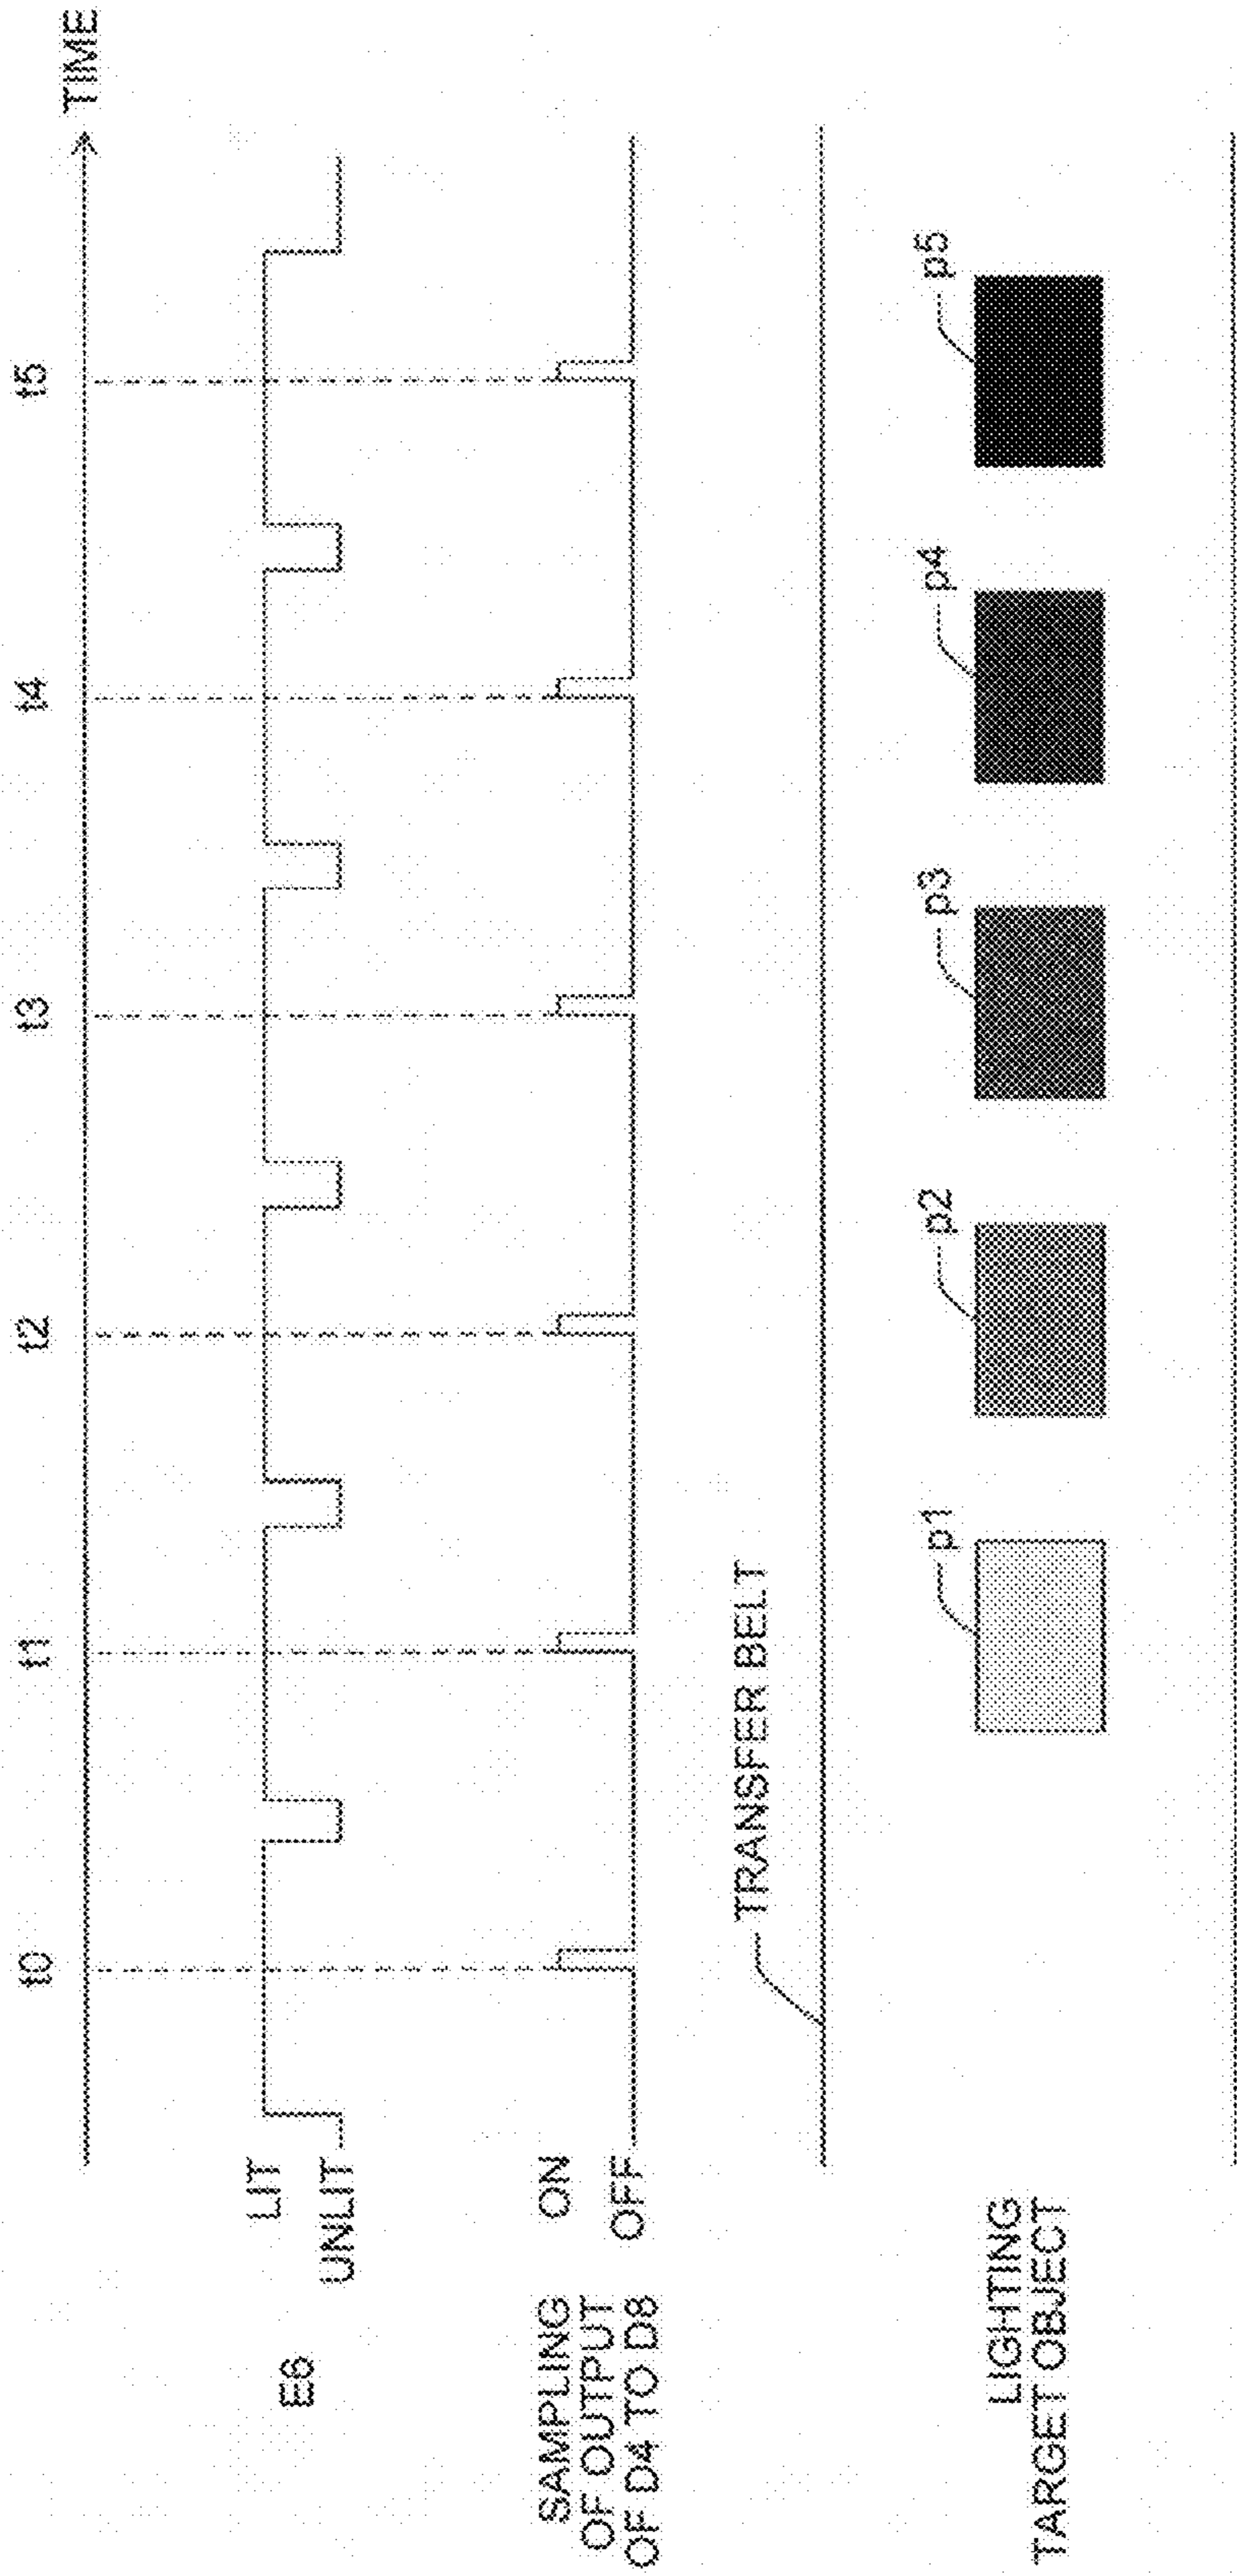 t0 t1 t2 t3 t4 t5
TIME
E6
LIT
UNLIT
SAMPLING
OF OUTPUT
OF D4 TO D8
ON
OFF
TRANSFER BELT
p1 p2 p3 p4 p5
LIGHTING
TARGET OBJECT